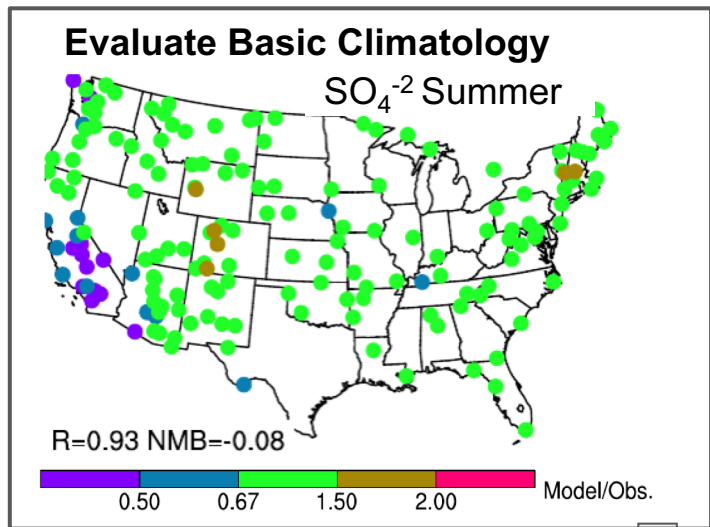 Evaluate Basic Climatology
SO₄⁻² Summer
R=0.93 NMB=-0.08
0.50 0.67 1.50 2.00 Model/Obs.